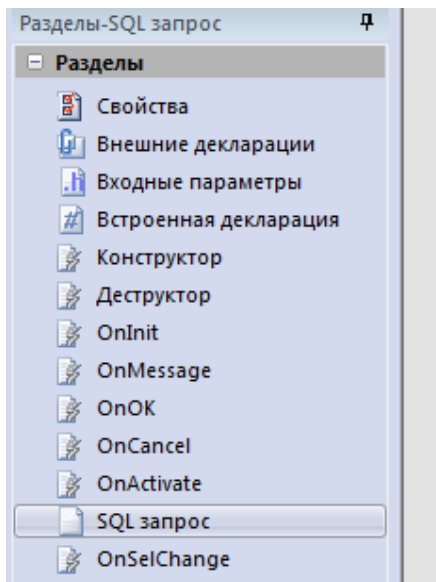 Разделы-SQL запрос
Разделы
Свойства
Внешние декларации
Входные параметры
Встроенная декларация
Конструктор
Деструктор
OnInit
OnMessage
OnOK
OnCancel
OnActivate
SQL запрос
OnSelChange